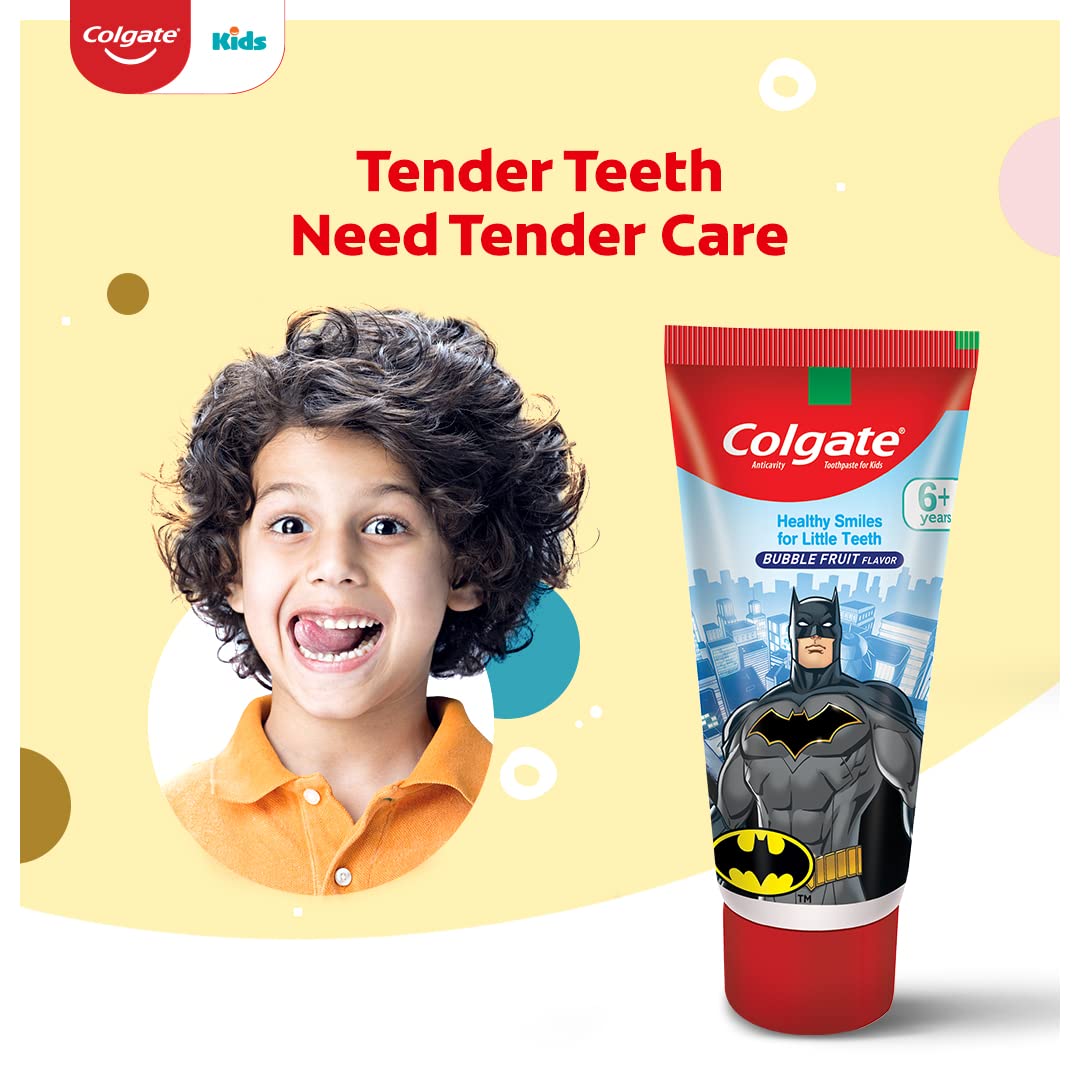 Colgate®
Kids
Tender Teeth
Need Tender Care
Colgate®
Anticavity Toothpaste for Kids
6+
years
Healthy Smiles
for Little Teeth
BUBBLE FRUIT FLAVOR
TM